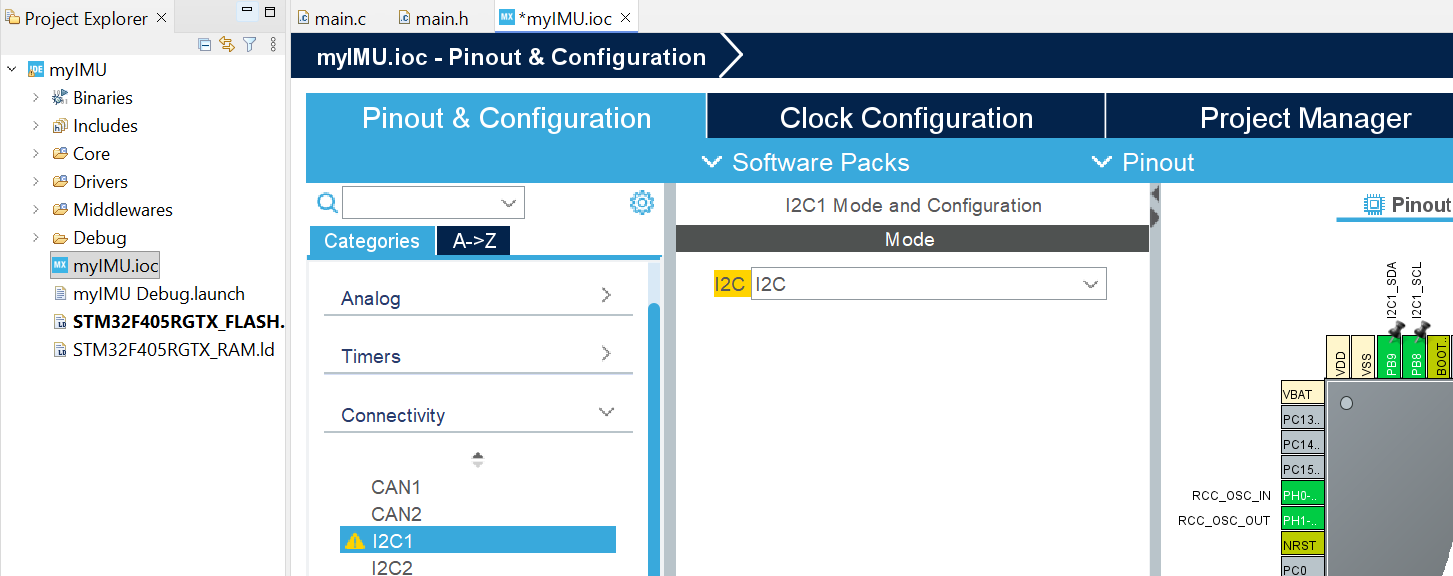 Project Explorer
main.c
main.h
*myIMU.ioc
myIMU.ioc - Pinout & Configuration
myIMU
Binaries
Includes
Core
Drivers
Middlewares
Debug
myIMU.ioc
myIMU Debug.launch
STM32F405RGTX_FLASH.
STM32F405RGTX_RAM.ld
Pinout & Configuration
Clock Configuration
Project Manager
Software Packs
Pinout
Categories
A->Z
Analog
Timers
Connectivity
CAN1
CAN2
I2C1
I2C2
I2C1 Mode and Configuration
Mode
I2C I2C
Pinout
I2C1_SDA
I2C1_SCL
VDD
VSS
PB9
PB8
BOOT..
VBAT
PC13..
PC14..
PC15..
RCC_OSC_IN PH0-..
RCC_OSC_OUT PH1-..
NRST
PC0